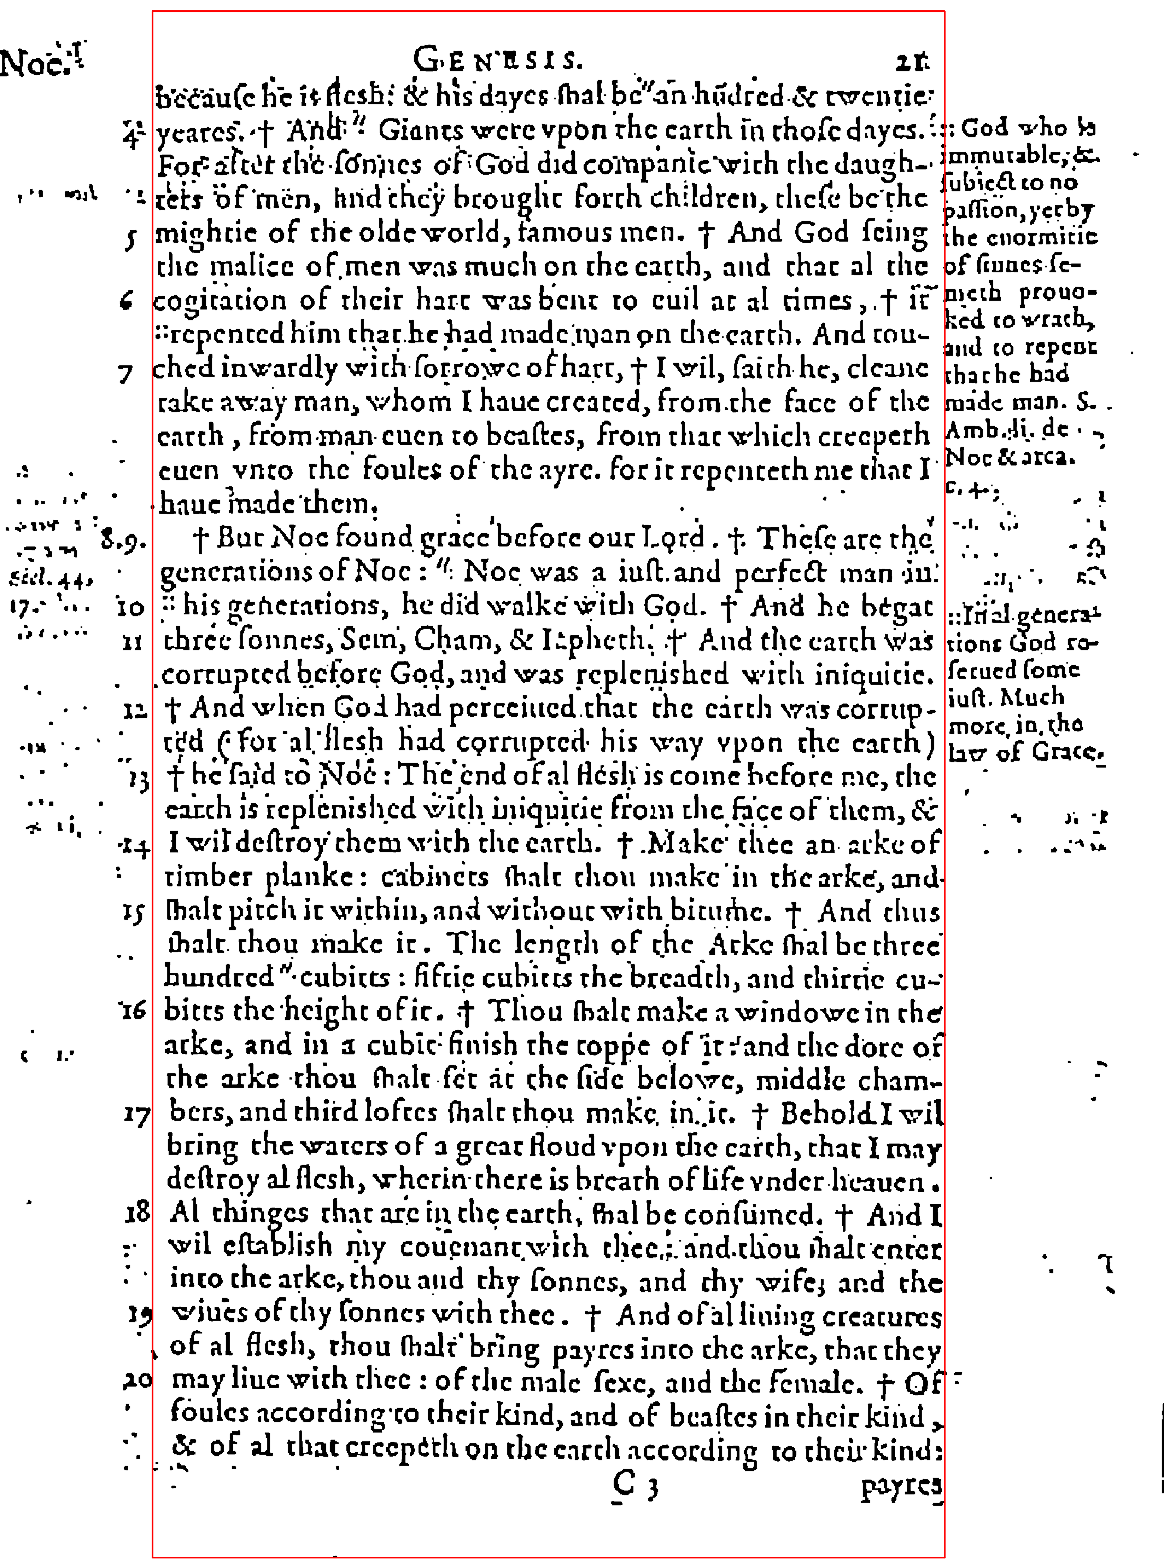 Noe.
GENESIS. 21
becauſe he is fleſh: & his dayes ſhal be "an hūdred & twentie
4 yeares. † And " Giants were vpon the earth in thoſe dayes.
For after the ſonnes of God did companie with the daugh-
ters of men, and they brought forth children, theſe be the
5 mightie of the olde world, famous men. † And God ſeing
the malice of men was much on the earth, and that al the
6 cogitation of their hart was bent to euil at al times, † it
::repented him that he had made man on the earth. And tou-
7 ched inwardly with ſorrowe of hart, † I wil, ſaith he, cleane
take away man, whom I haue created, from the face of the
earth, from man euen to beaſtes, from that which creepeth
euen vnto the foules of the ayre. for it repenteth me that I
haue made them.
8.9. † But Noe found grace before our Lord. †. Theſe are the
generations of Noe: " Noe was a iuſt and perfect man in
10 :: his generations, he did walke with God. † And he begat
11 three ſonnes, Sem, Cham, & Iapheth. † And the earth was
corrupted before God, and was repleniſhed with iniquitie.
12 † And when God had perceiued that the earth was corrup-
ted (for al fleſh had corrupted his way vpon the earth)
13 † he ſaid to Noe: The end of al fleſh is come before me, the
earth is repleniſhed with iniquitie from the face of them, &
14 I wil deſtroy them with the earth. † Make thee an arke of
timber planke: cabinets ſhalt thou make in the arke, and
15 ſhalt pitch it within, and without with bitume. † And thus
ſhalt thou make it. The length of the Arke ſhal be three
hundred " cubitts: fiftie cubitts the breadth, and thirtie cu-
16 bitts the height of it. † Thou ſhalt make a windowe in the
arke, and in a cubit finiſh the toppe of it: and the dore of
the arke thou ſhalt ſet at the ſide belowe, middle cham-
17 bers, and third loftes ſhalt thou make in it. † Behold I wil
bring the waters of a great floud vpon the earth, that I may
deſtroy al fleſh, wherin there is breath of life vnder heauen.
18 Al thinges that are in the earth, ſhal be conſumed. † And I
wil eſtabliſh my couenant with thee, and thou ſhalt enter
into the arke, thou and thy ſonnes, and thy wife, and the
19 wiues of thy ſonnes with thee. † And of al liuing creatures
of al fleſh, thou ſhalt bring payres into the arke, that they
20 may liue with thee: of the male ſexe, and the female. † Of
foules according to their kind, and of beaſtes in their kind,
& of al that creepeth on the earth according to their kind:
C 3 payres
:: God who is
immutable, &
ſubiect to no
paſſion, yet by
the enormitie
of ſinnes ſe-
meth prouo-
ked to wrath,
and to repent
that he had
made man. S.
Amb. li. de
Noe & arca.
c. 4.
:: In al genera-
tions God re-
ſerued ſome
iuſt. Much
more in the
law of Grace.
44.
17.